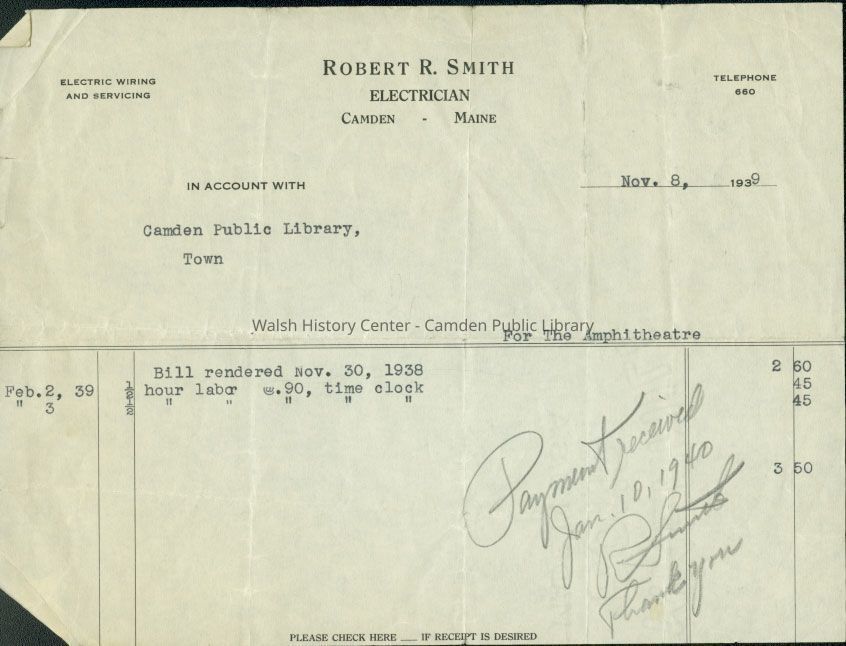 ROBERT R. SMITH
ELECTRIC WIRING
AND SERVICING
ELECTRICIAN
CAMDEN - MAINE
TELEPHONE
660
IN ACCOUNT WITH
Nov. 8, 1939
Camden Public Library,
Town
Walsh History Center - Camden Public Library
For The Amphitheatre
Bill rendered Nov. 30, 1938 2 60
Feb. 2, 39 ½ hour labor @.90, time clock 45
" 3 ½ " " " " " 45
3 50
Payment received
Jan. 10, 1940
R Smith
Thank you
PLEASE CHECK HERE __ IF RECEIPT IS DESIRED